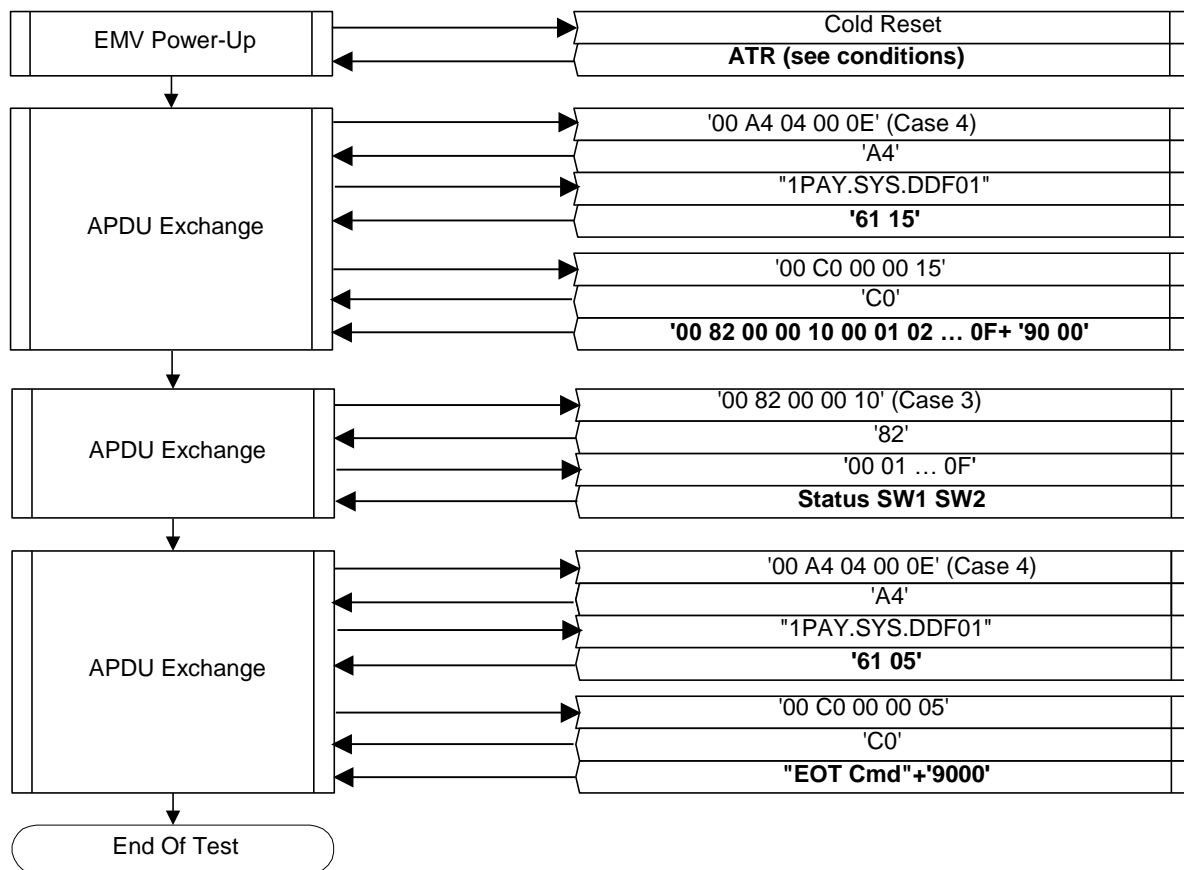 EMV Power-Up
Cold Reset
ATR (see conditions)
APDU Exchange
'00 A4 04 00 0E' (Case 4)
'A4'
"1PAY.SYS.DDF01"
'61 15'
'00 C0 00 00 15'
'C0'
'00 82 00 00 10 00 01 02 … 0F+ '90 00'
APDU Exchange
'00 82 00 00 10' (Case 3)
'82'
'00 01 … 0F'
Status SW1 SW2
APDU Exchange
'00 A4 04 00 0E' (Case 4)
'A4'
"1PAY.SYS.DDF01"
'61 05'
'00 C0 00 00 05'
'C0'
"EOT Cmd"+'9000'
End Of Test